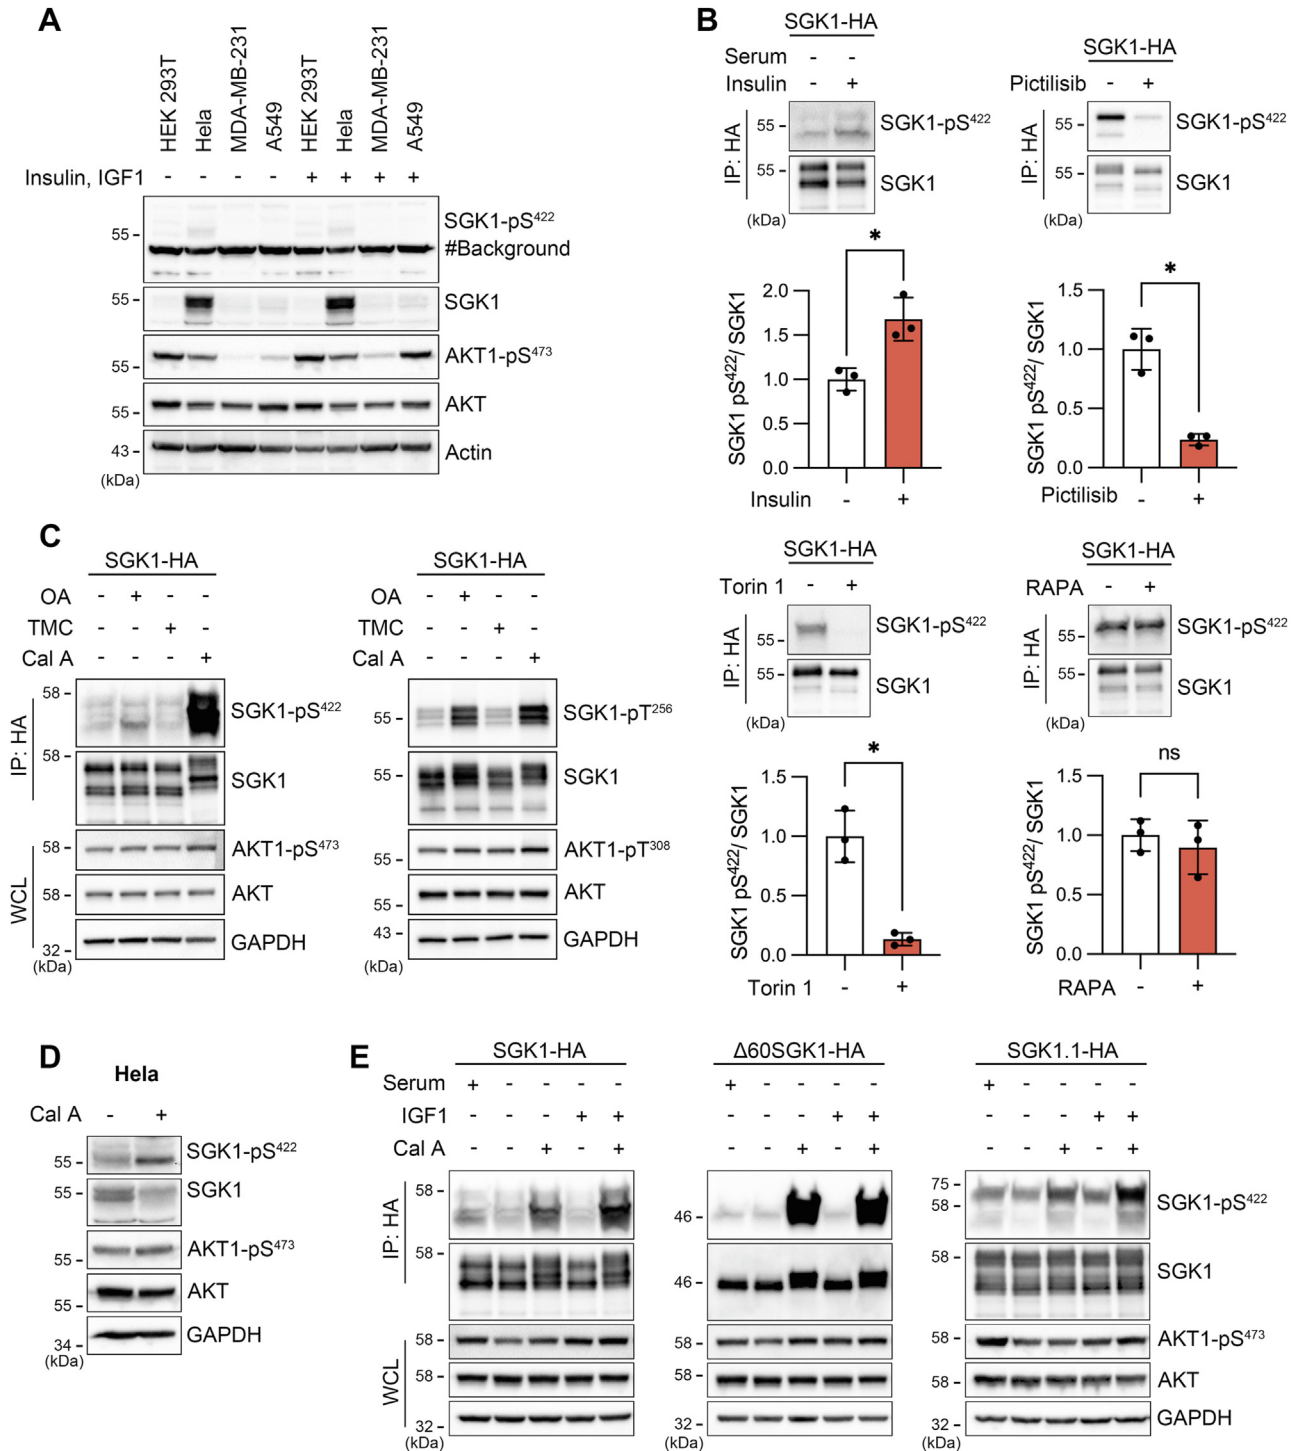 A
HEK 293T
Hela
MDA-MB-231
A549
HEK 293T
Hela
MDA-MB-231
A549
Insulin, IGF1 - - - - + + + +
55 - SGK1-pS⁴²²
#Background
55 - SGK1
55 - AKT1-pS⁴⁷³
55 - AKT
43 - Actin
(kDa)
B
SGK1-HA
Serum - -
Insulin - +
IP: HA
55 - SGK1-pS⁴²²
55 - SGK1
(kDa)
*
SGK1 pS⁴²²/ SGK1
2.0
1.5
1.0
0.5
0.0
Insulin - +
SGK1-HA
Pictilisib - +
IP: HA
55 - SGK1-pS⁴²²
55 - SGK1
(kDa)
*
SGK1 pS⁴²²/ SGK1
1.5
1.0
0.5
0.0
Pictilisib - +
SGK1-HA
Torin 1 - +
IP: HA
55 - SGK1-pS⁴²²
55 - SGK1
(kDa)
*
SGK1 pS⁴²²/ SGK1
1.5
1.0
0.5
0.0
Torin 1 - +
SGK1-HA
RAPA - +
IP: HA
55 - SGK1-pS⁴²²
55 - SGK1
(kDa)
ns
SGK1 pS⁴²²/ SGK1
1.5
1.0
0.5
0.0
RAPA - +
C
SGK1-HA
OA - + - -
TMC - - + -
Cal A - - - +
IP: HA
58 - SGK1-pS⁴²²
58 - SGK1
WCL
58 - AKT1-pS⁴⁷³
58 - AKT
32 - GAPDH
(kDa)
SGK1-HA
OA - + - -
TMC - - + -
Cal A - - - +
55 - SGK1-pT²⁵⁶
55 - SGK1
55 - AKT1-pT³⁰⁸
55 - AKT
43 - GAPDH
(kDa)
D
Hela
Cal A - +
55 - SGK1-pS⁴²²
55 - SGK1
55 - AKT1-pS⁴⁷³
55 - AKT
34 - GAPDH
(kDa)
E
SGK1-HA
Serum + - - - -
IGF1 - - - + +
Cal A - - + - +
IP: HA
58 -
58 -
WCL
58 -
58 -
32 -
(kDa)
Δ60SGK1-HA
+ - - - -
- - - + +
- - + - +
46 -
46 -
58 -
58 -
32 -
(kDa)
SGK1.1-HA
+ - - - -
- - - + +
- - + - +
75 -
58 - SGK1-pS⁴²²
58 - SGK1
58 - AKT1-pS⁴⁷³
58 - AKT
32 - GAPDH
(kDa)